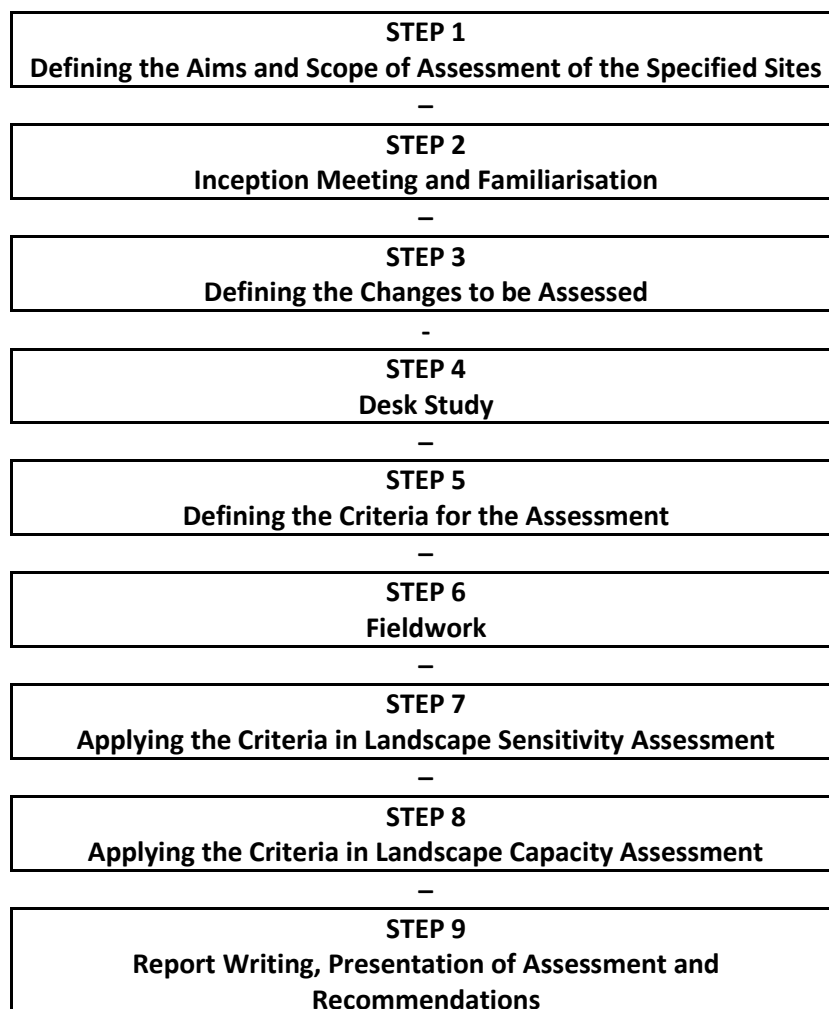 STEP 1
Defining the Aims and Scope of Assessment of the Specified Sites
–
STEP 2
Inception Meeting and Familiarisation
–
STEP 3
Defining the Changes to be Assessed
-
STEP 4
Desk Study
–
STEP 5
Defining the Criteria for the Assessment
–
STEP 6
Fieldwork
–
STEP 7
Applying the Criteria in Landscape Sensitivity Assessment
–
STEP 8
Applying the Criteria in Landscape Capacity Assessment
–
STEP 9
Report Writing, Presentation of Assessment and
Recommendations